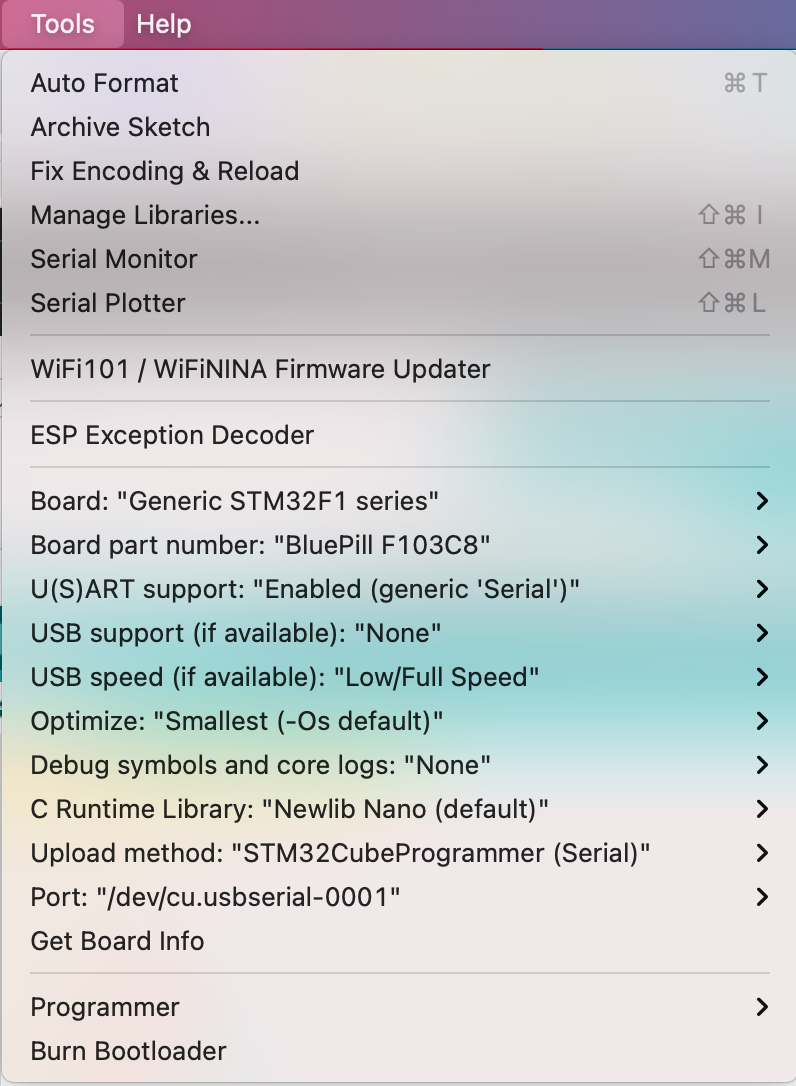 Tools Help
Auto Format ⌘ T
Archive Sketch
Fix Encoding & Reload
Manage Libraries... ⇧⌘ I
Serial Monitor ⇧⌘M
Serial Plotter ⇧⌘ L
WiFi101 / WiFiNINA Firmware Updater
ESP Exception Decoder
Board: "Generic STM32F1 series"
Board part number: "BluePill F103C8"
U(S)ART support: "Enabled (generic 'Serial')"
USB support (if available): "None"
USB speed (if available): "Low/Full Speed"
Optimize: "Smallest (-Os default)"
Debug symbols and core logs: "None"
C Runtime Library: "Newlib Nano (default)"
Upload method: "STM32CubeProgrammer (Serial)"
Port: "/dev/cu.usbserial-0001"
Get Board Info
Programmer
Burn Bootloader